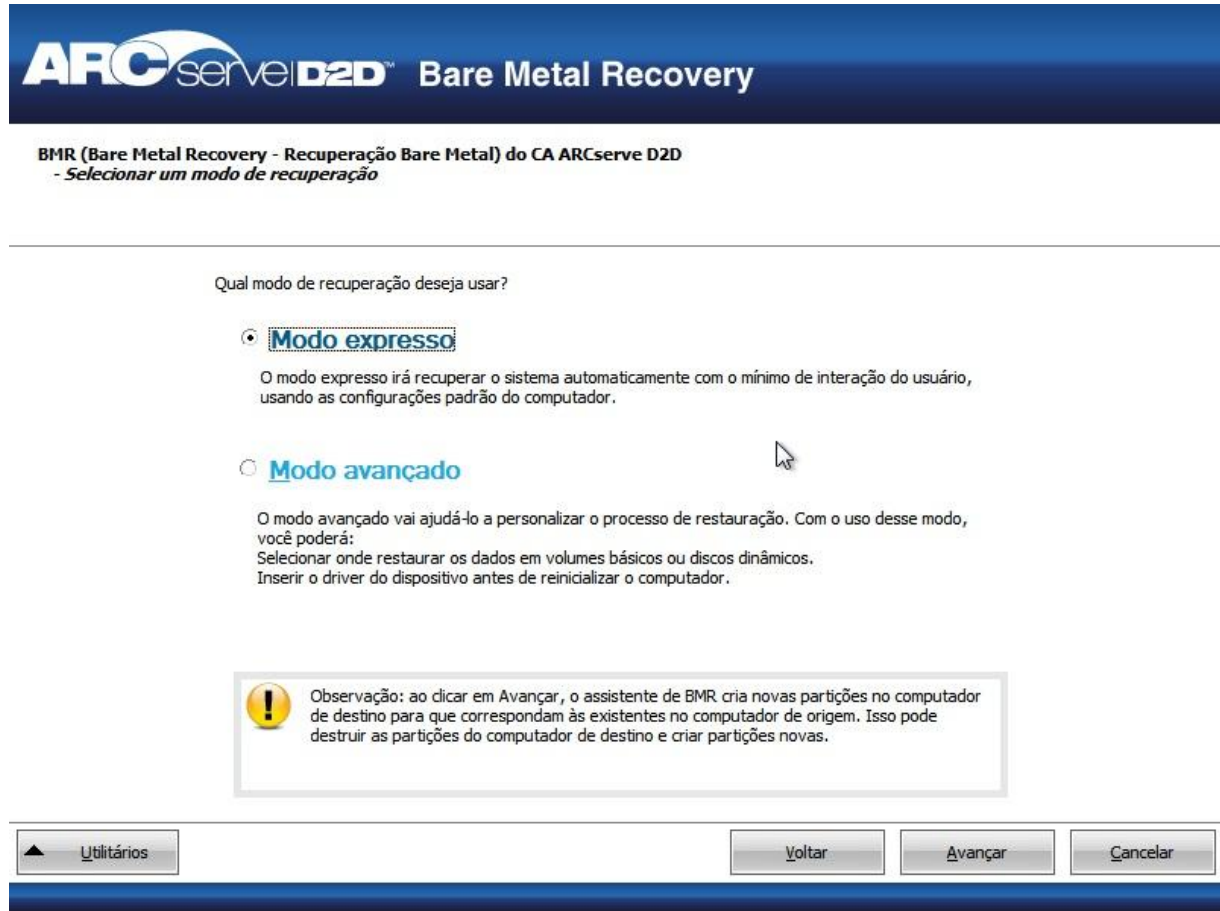 ARCserve D2D™ Bare Metal Recovery
BMR (Bare Metal Recovery - Recuperação Bare Metal) do CA ARCserve D2D
- Selecionar um modo de recuperação
Qual modo de recuperação deseja usar?
Modo expresso
O modo expresso irá recuperar o sistema automaticamente com o mínimo de interação do usuário,
usando as configurações padrão do computador.
Modo avançado
O modo avançado vai ajudá-lo a personalizar o processo de restauração. Com o uso desse modo,
você poderá:
Selecionar onde restaurar os dados em volumes básicos ou discos dinâmicos.
Inserir o driver do dispositivo antes de reinicializar o computador.
Observação: ao clicar em Avançar, o assistente de BMR cria novas partições no computador
de destino para que correspondam às existentes no computador de origem. Isso pode
destruir as partições do computador de destino e criar partições novas.
Utilitários Voltar Avançar Cancelar